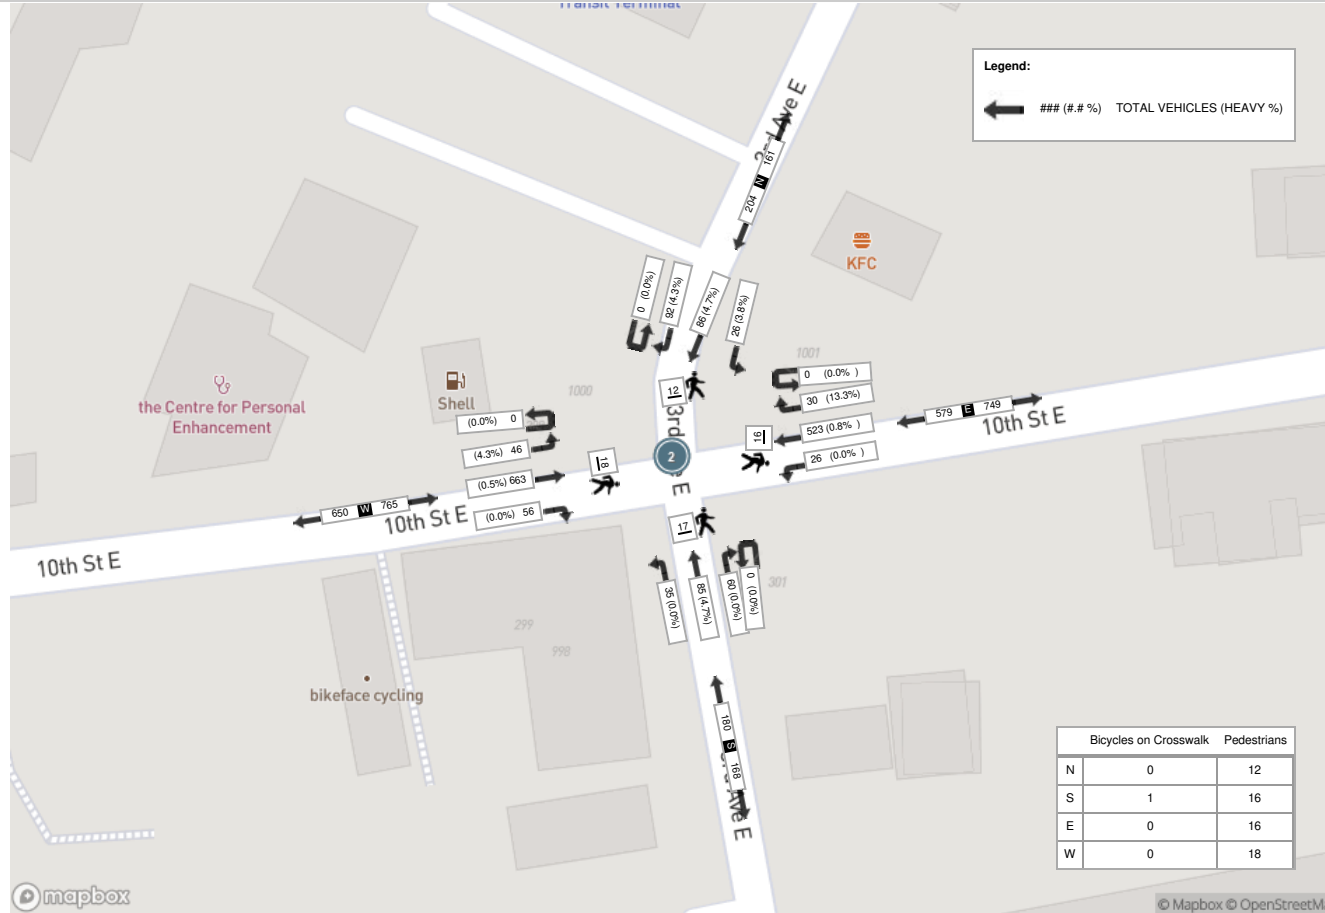 Transit Terminal
Legend:
### (#.# %) TOTAL VEHICLES (HEAVY %)
Ave E
204 N 161
KFC
0 (0.0%)
92 (4.3%)
86 (4.7%)
26 (3.8%)
1001
0 (0.0% )
30 (13.3%)
523 (0.8% )
26 (0.0% )
579 E 749
10th St E
the Centre for Personal
Enhancement
Shell
1000
12
3rd
2
E
16
18
(0.0%) 0
(4.3%) 46
(0.5%) 663
(0.0%) 56
650 W 765
10th St E
10th St E
17
35 (0.0%)
85 (4.7%)
60 (0.0%)
0 (0.0%)
301
299
998
bikeface cycling
180 S 168
Ave E
Bicycles on Crosswalk Pedestrians
N 0 12
S 1 16
E 0 16
W 0 18
mapbox
© Mapbox © OpenStreetM